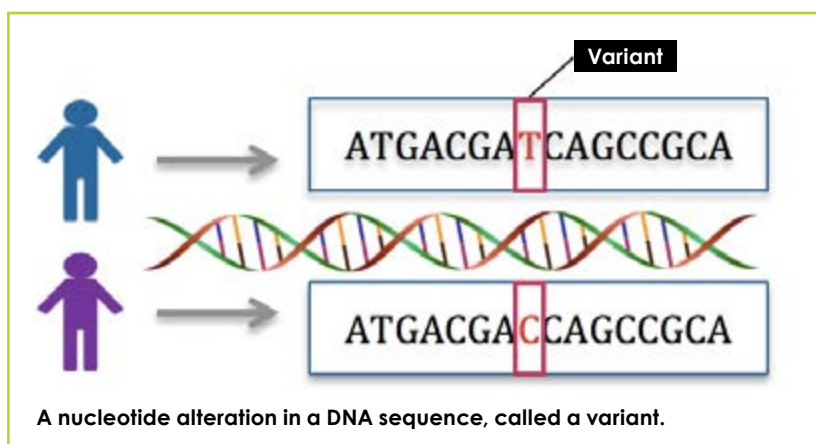 Variant
ATGACGATCAGCCGCA
ATGACGACCAGCCGCA
A nucleotide alteration in a DNA sequence, called a variant.